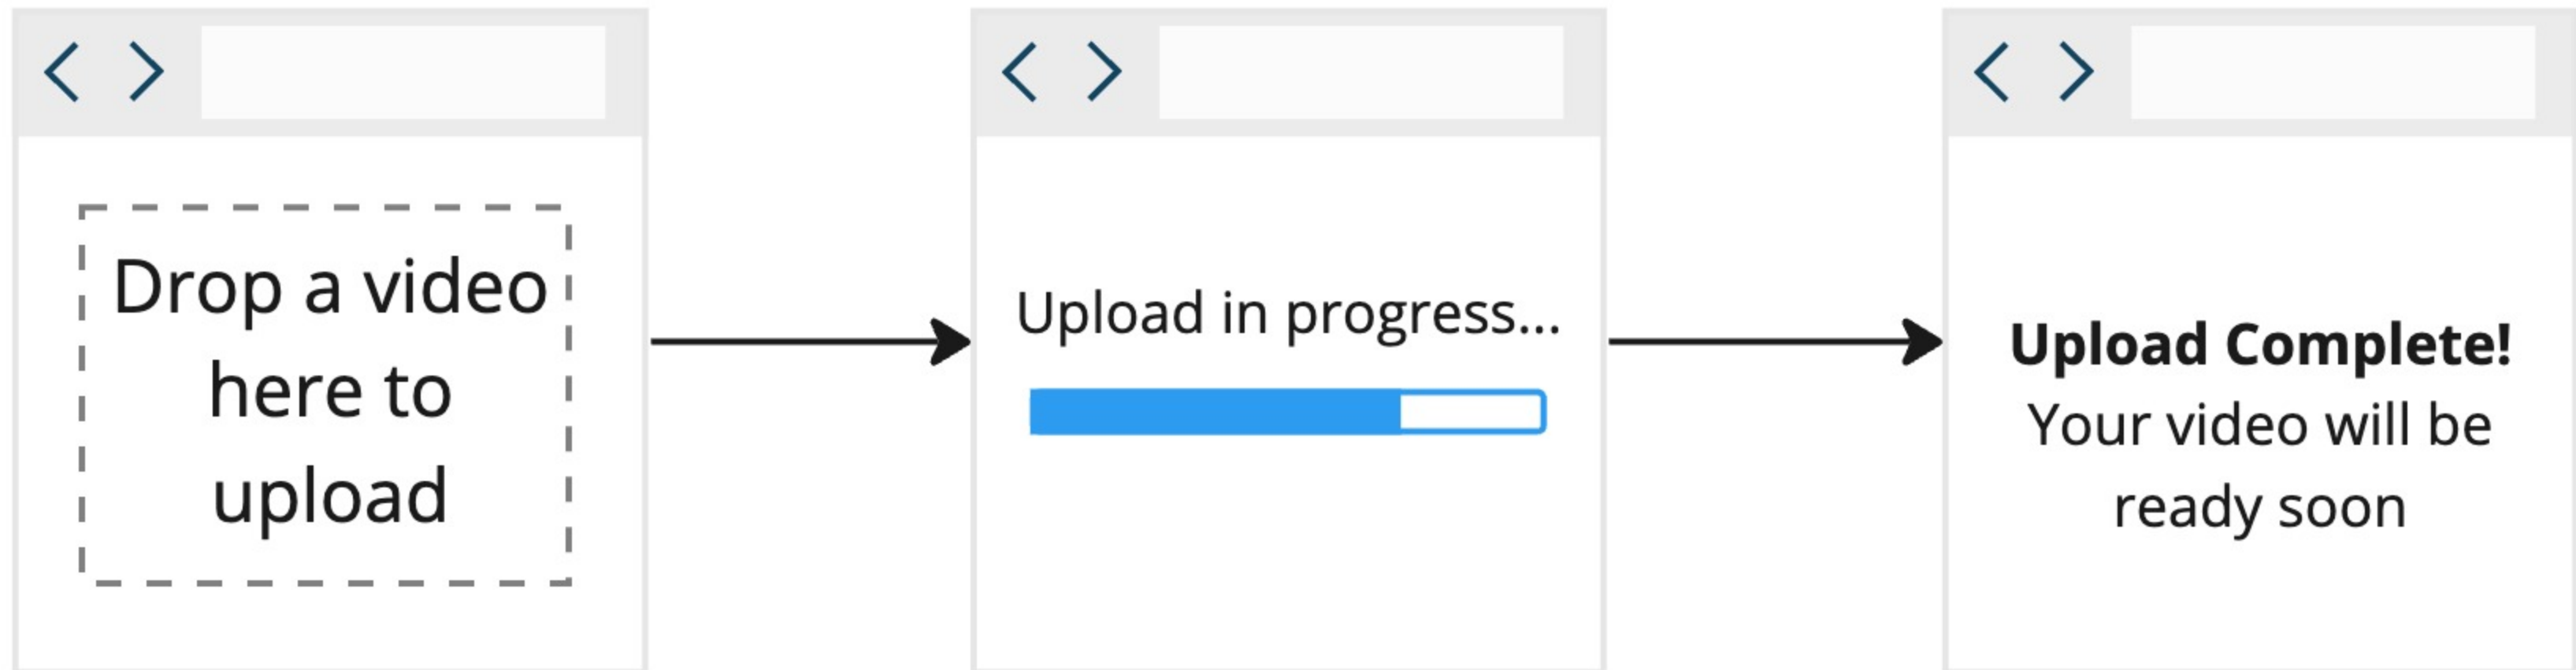 Drop a video
here to
upload
Upload in progress...
Upload Complete!
Your video will be
ready soon